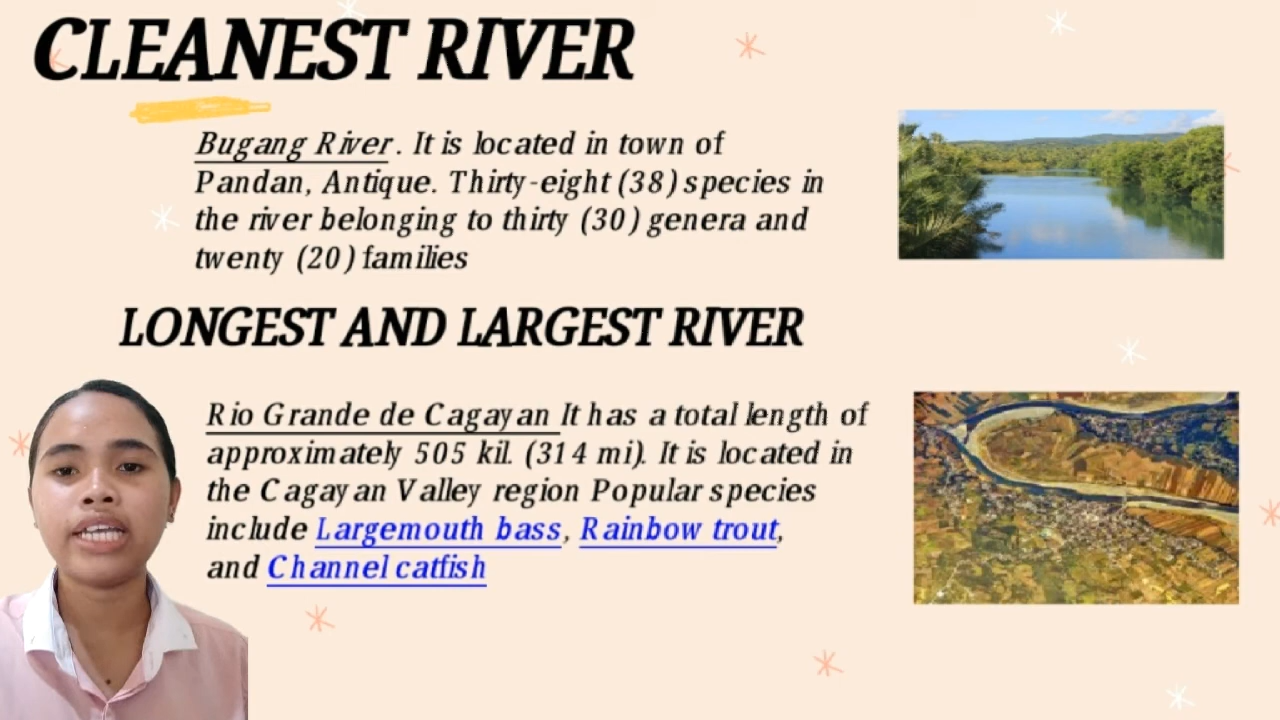 CLEANEST RIVER
Bugang River. It is located in town of
Pandan, Antique. Thirty-eight (38) species in
the river belonging to thirty (30) genera and
twenty (20) families
LONGEST AND LARGEST RIVER
Rio Grande de Cagayan It has a total length of
approximately 505 kil. (314 mi). It is located in
the Cagayan Valley region Popular species
include Largemouth bass, Rainbow trout,
and Channel catfish